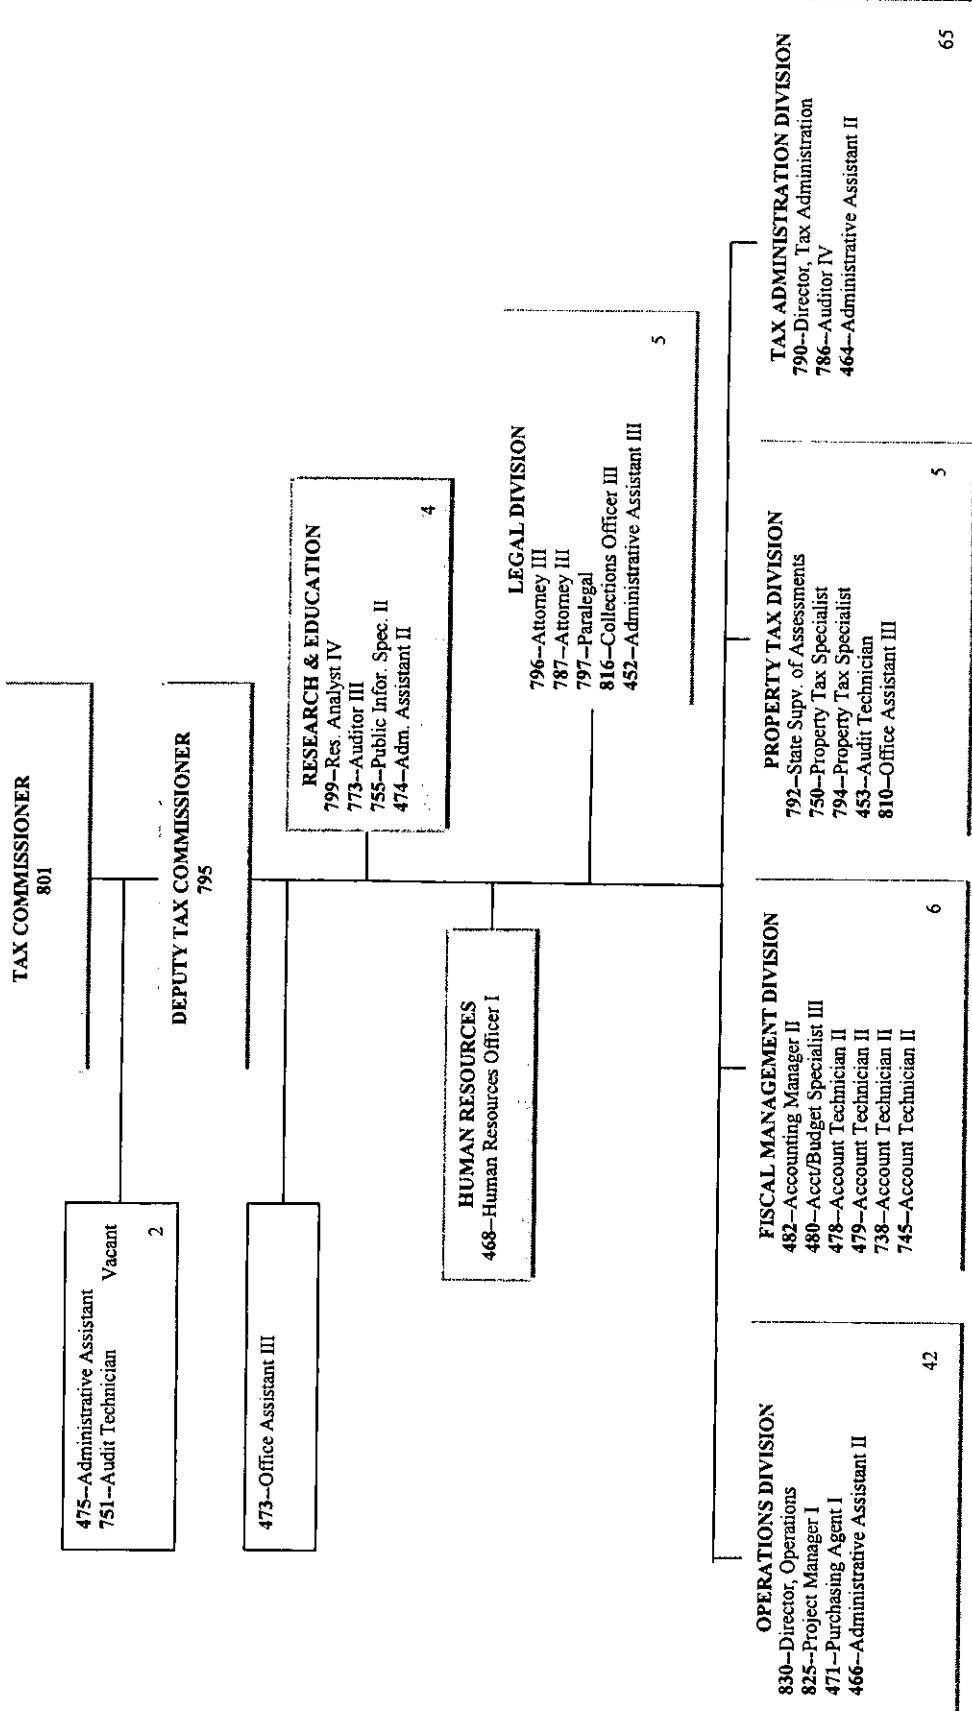 TAX COMMISSIONER
801
475--Administrative Assistant
751--Audit Technician Vacant
2
DEPUTY TAX COMMISSIONER
795
473--Office Assistant III
RESEARCH & EDUCATION
799--Res. Analyst IV
773--Auditor III
755--Public Infor. Spec. II
474--Adm. Assistant II
4
HUMAN RESOURCES
468--Human Resources Officer I
LEGAL DIVISION
796--Attorney III
787--Attorney III
797--Paralegal
816--Collections Officer III
452--Administrative Assistant III
5
OPERATIONS DIVISION
830--Director, Operations
825--Project Manager I
471--Purchasing Agent I
466--Administrative Assistant II
42
FISCAL MANAGEMENT DIVISION
482--Accounting Manager II
480--Acct/Budget Specialist III
478--Account Technician II
479--Account Technician II
738--Account Technician II
745--Account Technician II
6
PROPERTY TAX DIVISION
792--State Supv. of Assessments
750--Property Tax Specialist
794--Property Tax Specialist
453--Audit Technician
810--Office Assistant III
5
TAX ADMINISTRATION DIVISION
790--Director, Tax Administration
786--Auditor IV
464--Administrative Assistant II
65